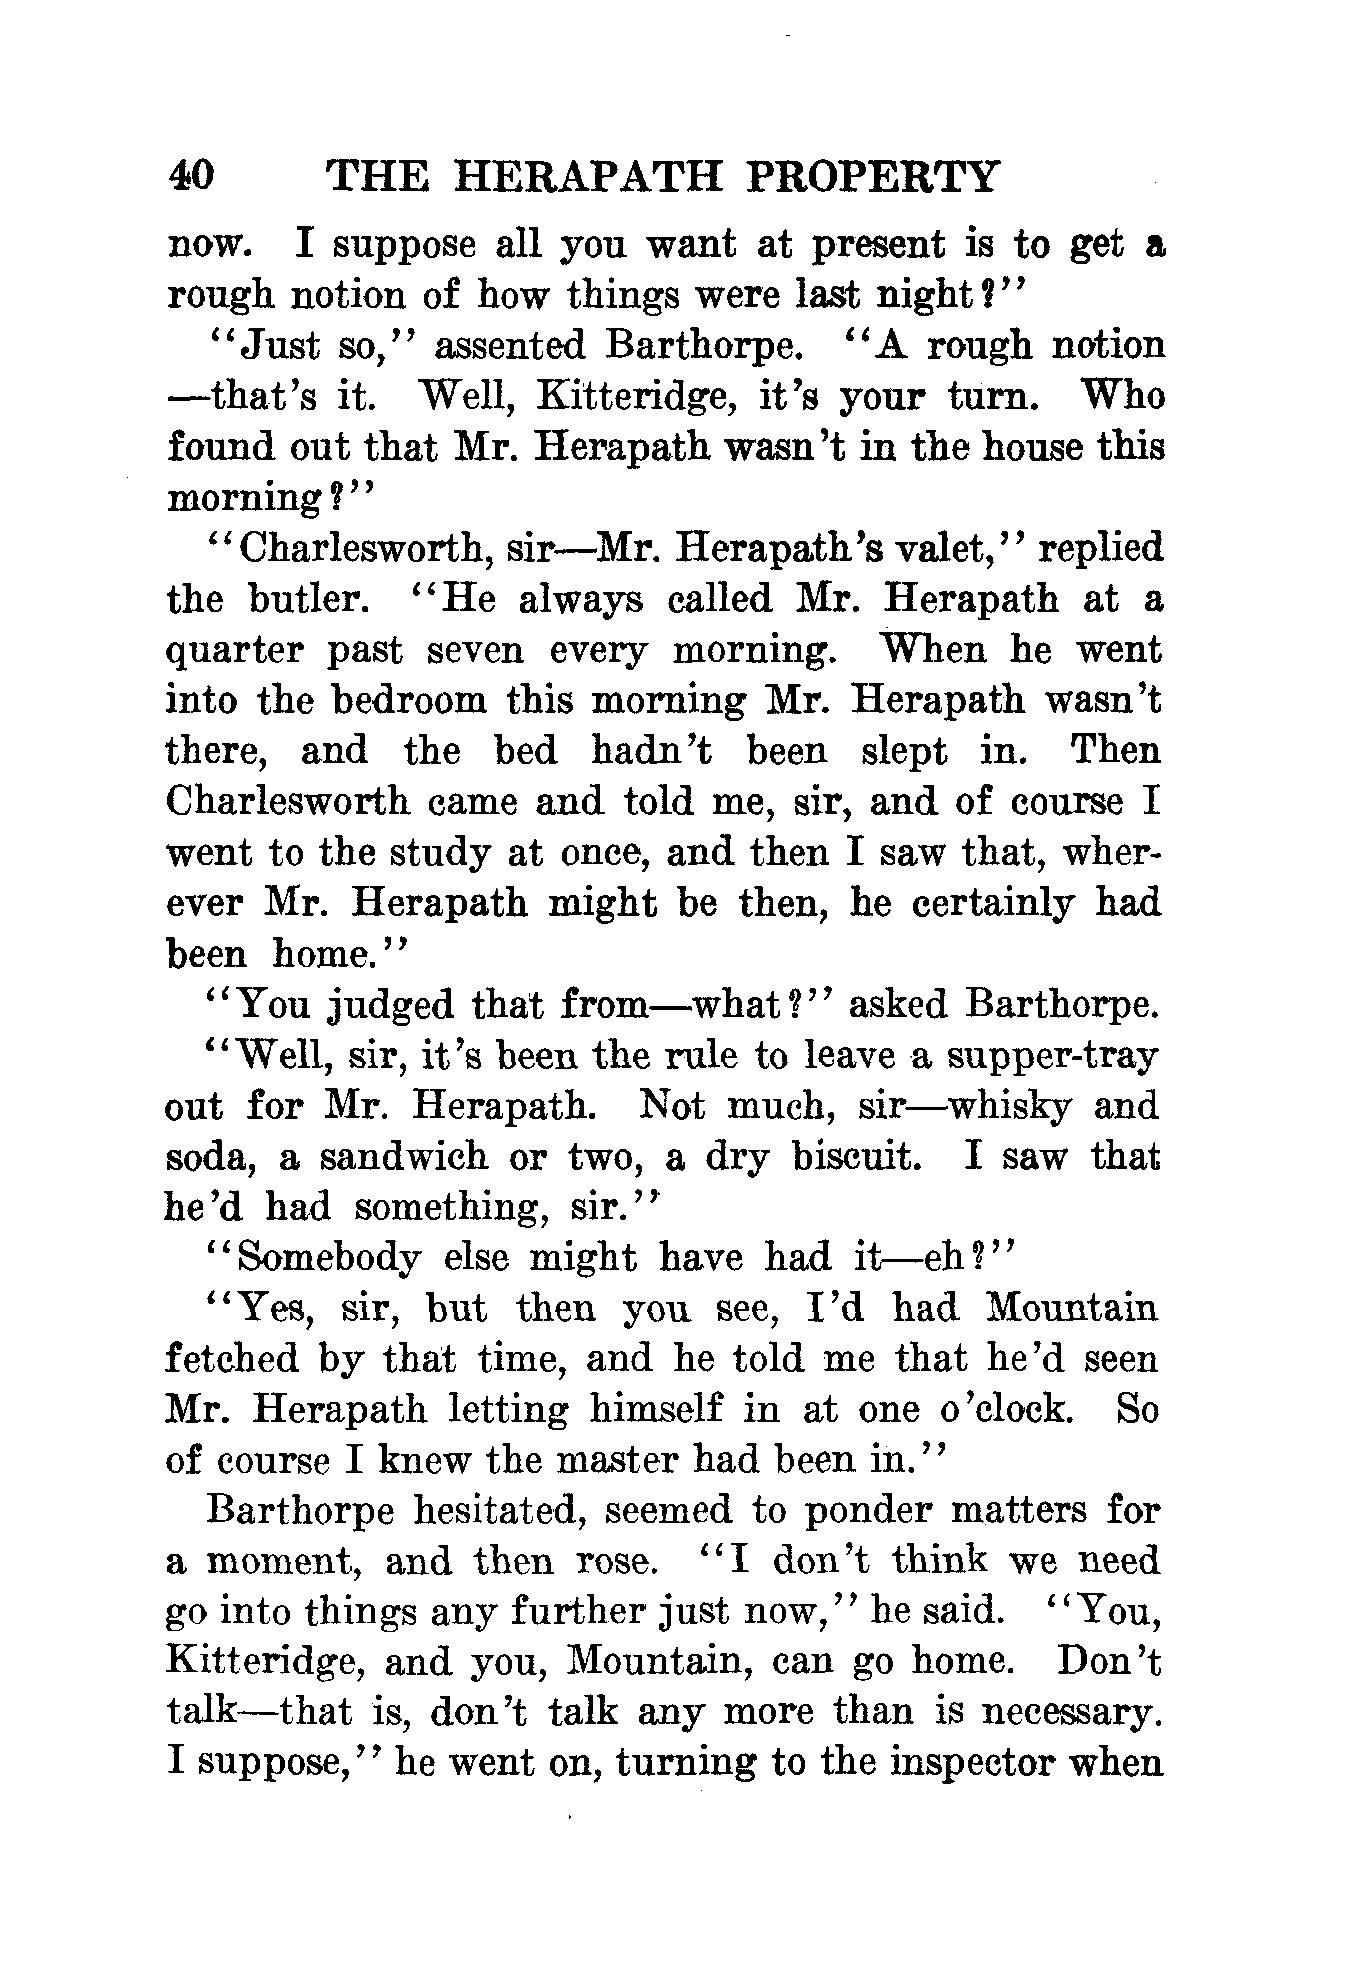 40 THE HERAPATH PROPERTY
now. I suppose all you want at present is to get a
rough notion of how things were last night?"
"Just so," assented Barthorpe. "A rough notion
—that's it. Well, Kitteridge, it's your turn. Who
found out that Mr. Herapath wasn't in the house this
morning?"
"Charlesworth, sir—Mr. Herapath's valet," replied
the butler. "He always called Mr. Herapath at a
quarter past seven every morning. When he went
into the bedroom this morning Mr. Herapath wasn't
there, and the bed hadn't been slept in. Then
Charlesworth came and told me, sir, and of course I
went to the study at once, and then I saw that, wher-
ever Mr. Herapath might be then, he certainly had
been home."
"You judged that from—what?" asked Barthorpe.
"Well, sir, it's been the rule to leave a supper-tray
out for Mr. Herapath. Not much, sir—whisky and
soda, a sandwich or two, a dry biscuit. I saw that
he'd had something, sir."
"Somebody else might have had it—eh?"
"Yes, sir, but then you see, I'd had Mountain
fetched by that time, and he told me that he'd seen
Mr. Herapath letting himself in at one o'clock. So
of course I knew the master had been in."
Barthorpe hesitated, seemed to ponder matters for
a moment, and then rose. "I don't think we need
go into things any further just now," he said. "You,
Kitteridge, and you, Mountain, can go home. Don't
talk—that is, don't talk any more than is necessary.
I suppose," he went on, turning to the inspector when